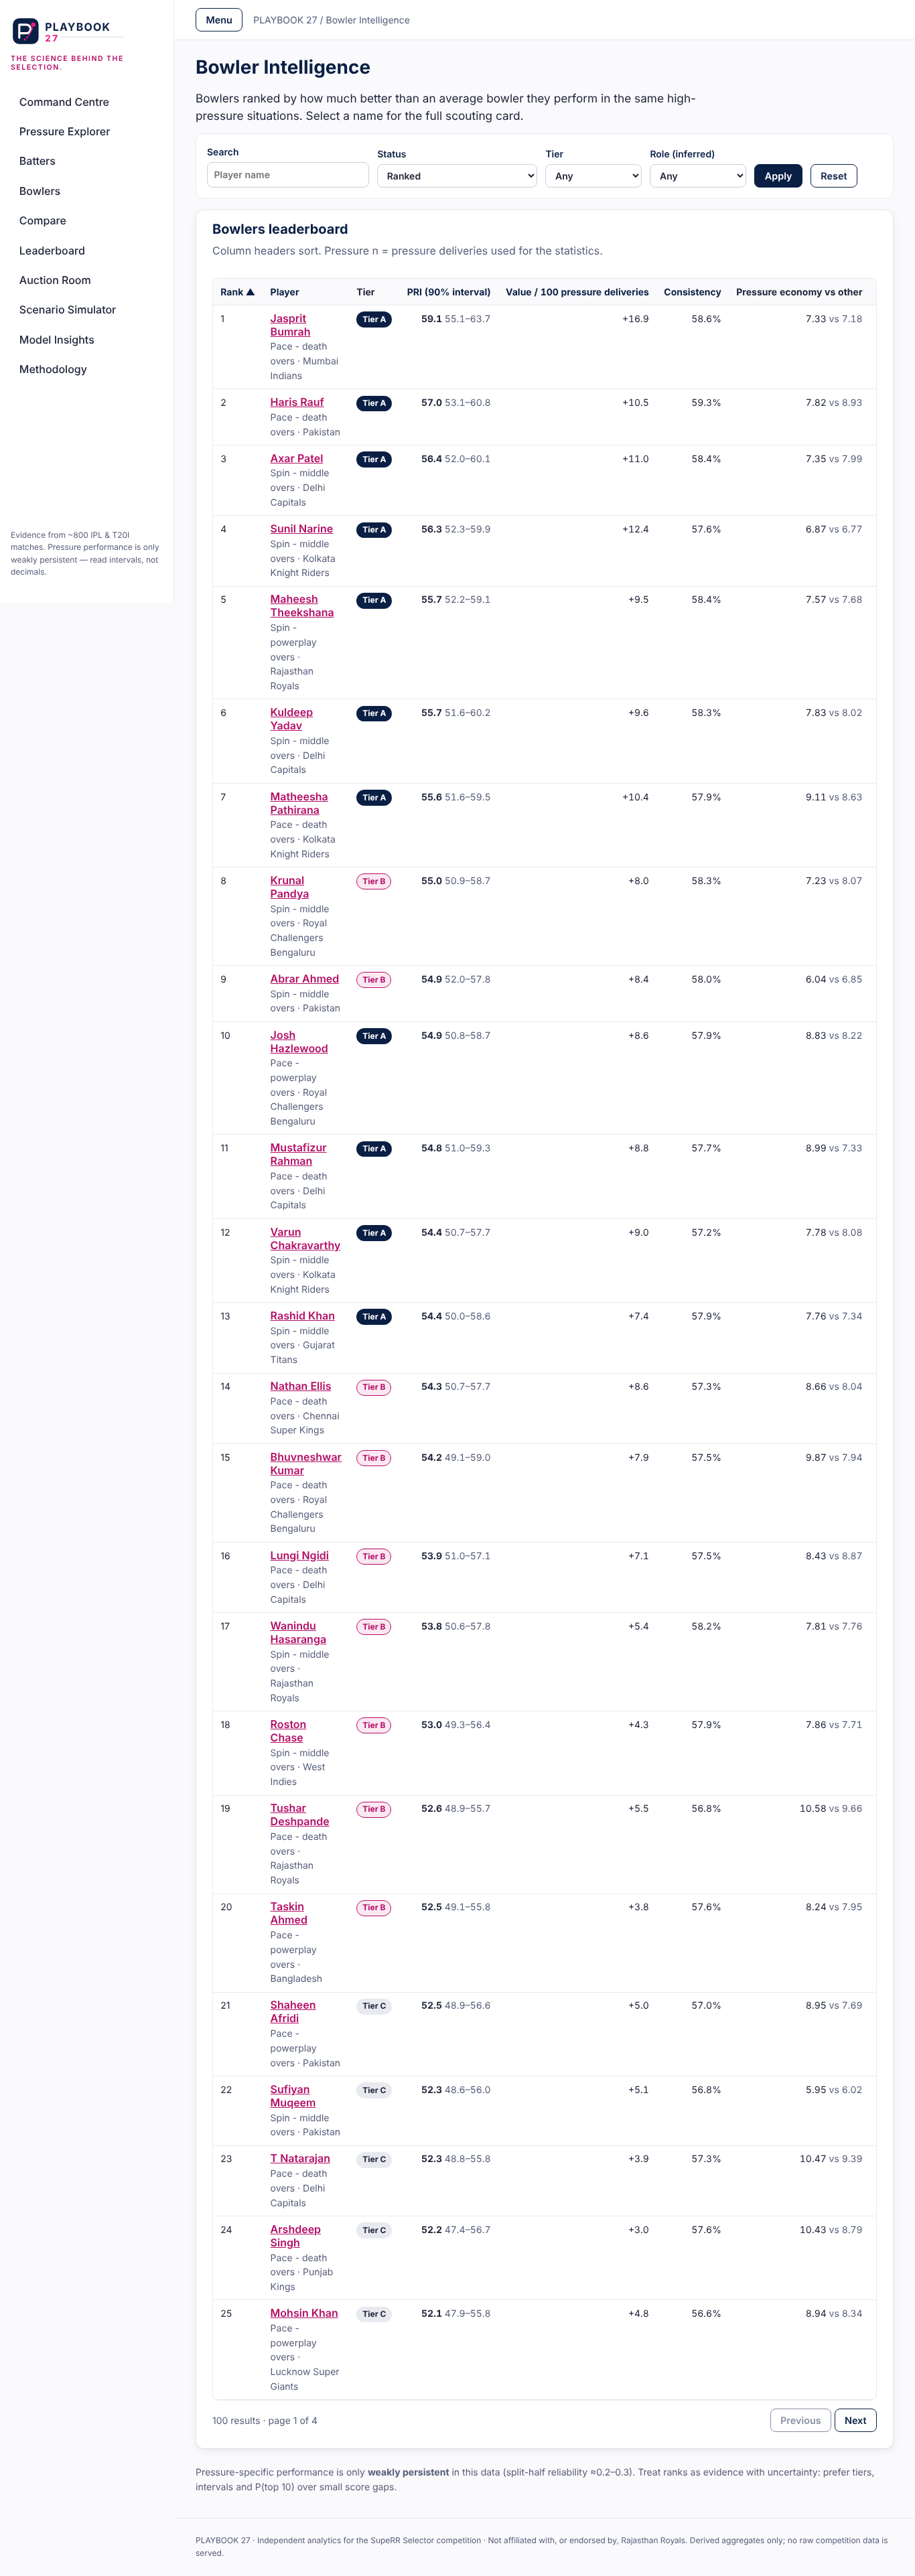 PLAYBOOK
27
THE SCIENCE BEHIND THE
SELECTION.
Command Centre
Pressure Explorer
Batters
Bowlers
Compare
Leaderboard
Auction Room
Scenario Simulator
Model Insights
Methodology
Evidence from ~800 IPL & T20I
matches. Pressure performance is only
weakly persistent — read intervals, not
decimals.
Menu PLAYBOOK 27 / Bowler Intelligence
Bowler Intelligence
Bowlers ranked by how much better than an average bowler they perform in the same high-
pressure situations. Select a name for the full scouting card.
Search Status Tier Role (inferred)
Player name Ranked Any Any Apply Reset
Bowlers leaderboard
Column headers sort. Pressure n = pressure deliveries used for the statistics.
Rank ▲ Player Tier PRI (90% interval) Value / 100 pressure deliveries Consistency Pressure economy vs other
1 Jasprit Tier A 59.1 55.1–63.7 +16.9 58.6% 7.33 vs 7.18
Bumrah
Pace - death
overs · Mumbai
Indians
2 Haris Rauf Tier A 57.0 53.1–60.8 +10.5 59.3% 7.82 vs 8.93
Pace - death
overs · Pakistan
3 Axar Patel Tier A 56.4 52.0–60.1 +11.0 58.4% 7.35 vs 7.99
Spin - middle
overs · Delhi
Capitals
4 Sunil Narine Tier A 56.3 52.3–59.9 +12.4 57.6% 6.87 vs 6.77
Spin - middle
overs · Kolkata
Knight Riders
5 Maheesh Tier A 55.7 52.2–59.1 +9.5 58.4% 7.57 vs 7.68
Theekshana
Spin -
powerplay
overs ·
Rajasthan
Royals
6 Kuldeep Tier A 55.7 51.6–60.2 +9.6 58.3% 7.83 vs 8.02
Yadav
Spin - middle
overs · Delhi
Capitals
7 Matheesha Tier A 55.6 51.6–59.5 +10.4 57.9% 9.11 vs 8.63
Pathirana
Pace - death
overs · Kolkata
Knight Riders
8 Krunal Tier B 55.0 50.9–58.7 +8.0 58.3% 7.23 vs 8.07
Pandya
Spin - middle
overs · Royal
Challengers
Bengaluru
9 Abrar Ahmed Tier B 54.9 52.0–57.8 +8.4 58.0% 6.04 vs 6.85
Spin - middle
overs · Pakistan
10 Josh Tier A 54.9 50.8–58.7 +8.6 57.9% 8.83 vs 8.22
Hazlewood
Pace -
powerplay
overs · Royal
Challengers
Bengaluru
11 Mustafizur Tier A 54.8 51.0–59.3 +8.8 57.7% 8.99 vs 7.33
Rahman
Pace - death
overs · Delhi
Capitals
12 Varun Tier A 54.4 50.7–57.7 +9.0 57.2% 7.78 vs 8.08
Chakravarthy
Spin - middle
overs · Kolkata
Knight Riders
13 Rashid Khan Tier A 54.4 50.0–58.6 +7.4 57.9% 7.76 vs 7.34
Spin - middle
overs · Gujarat
Titans
14 Nathan Ellis Tier B 54.3 50.7–57.7 +8.6 57.3% 8.66 vs 8.04
Pace - death
overs · Chennai
Super Kings
15 Bhuvneshwar Tier B 54.2 49.1–59.0 +7.9 57.5% 9.87 vs 7.94
Kumar
Pace - death
overs · Royal
Challengers
Bengaluru
16 Lungi Ngidi Tier B 53.9 51.0–57.1 +7.1 57.5% 8.43 vs 8.87
Pace - death
overs · Delhi
Capitals
17 Wanindu Tier B 53.8 50.6–57.8 +5.4 58.2% 7.81 vs 7.76
Hasaranga
Spin - middle
overs ·
Rajasthan
Royals
18 Roston Tier B 53.0 49.3–56.4 +4.3 57.9% 7.86 vs 7.71
Chase
Spin - middle
overs · West
Indies
19 Tushar Tier B 52.6 48.9–55.7 +5.5 56.8% 10.58 vs 9.66
Deshpande
Pace - death
overs ·
Rajasthan
Royals
20 Taskin Tier B 52.5 49.1–55.8 +3.8 57.6% 8.24 vs 7.95
Ahmed
Pace -
powerplay
overs ·
Bangladesh
21 Shaheen Tier C 52.5 48.9–56.6 +5.0 57.0% 8.95 vs 7.69
Afridi
Pace -
powerplay
overs · Pakistan
22 Sufiyan Tier C 52.3 48.6–56.0 +5.1 56.8% 5.95 vs 6.02
Muqeem
Spin - middle
overs · Pakistan
23 T Natarajan Tier C 52.3 48.8–55.8 +3.9 57.3% 10.47 vs 9.39
Pace - death
overs · Delhi
Capitals
24 Arshdeep Tier C 52.2 47.4–56.7 +3.0 57.6% 10.43 vs 8.79
Singh
Pace - death
overs · Punjab
Kings
25 Mohsin Khan Tier C 52.1 47.9–55.8 +4.8 56.6% 8.94 vs 8.34
Pace -
powerplay
overs ·
Lucknow Super
Giants
100 results · page 1 of 4 Previous Next
Pressure-specific performance is only weakly persistent in this data (split-half reliability ≈0.2–0.3). Treat ranks as evidence with uncertainty: prefer tiers,
intervals and P(top 10) over small score gaps.
PLAYBOOK 27 · Independent analytics for the SupeRR Selector competition · Not affiliated with, or endorsed by, Rajasthan Royals. Derived aggregates only; no raw competition data is
served.